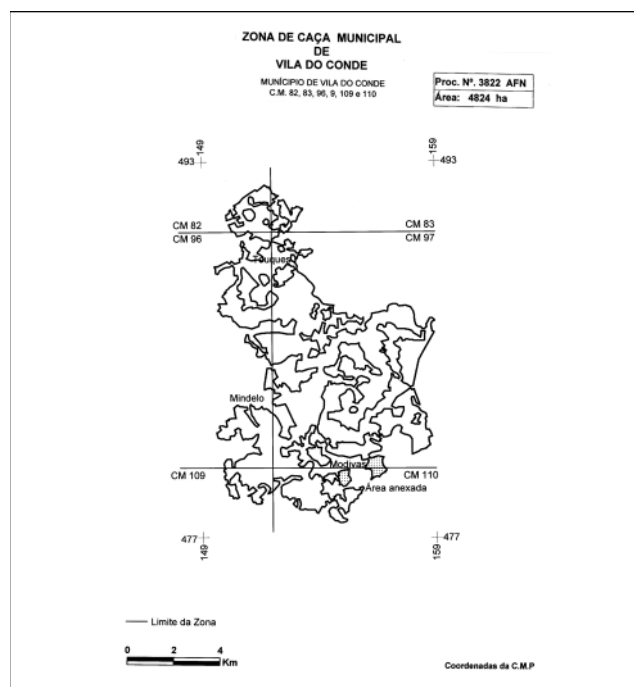 ZONA DE CAÇA MUNICIPAL
DE
VILA DO CONDE
MUNÍCIPIO DE VILA DO CONDE
C.M. 82, 83, 96, 9, 109 e 110
Proc. Nº. 3822 AFN
Área: 4824 ha
149
493
159
493
CM 82
CM 83
CM 96
CM 97
Touques
Mindelo
Modivas
CM 109
CM 110
Área anexada
477
149
477
159
Limite da Zona
0 2 4
Km
Coordenadas da C.M.P